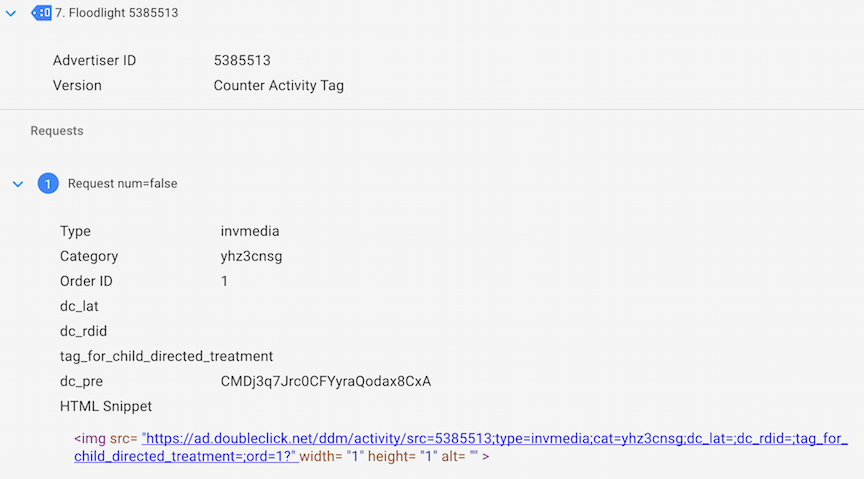 7. Floodlight 5385513
Advertiser ID 5385513
Version Counter Activity Tag
Requests
1 Request num=false
Type invmedia
Category yhz3cnsg
Order ID 1
dc_lat
dc_rdid
tag_for_child_directed_treatment
dc_pre CMDj3q7Jrc0CFYyraQodax8CxA
HTML Snippet
<img src= "https://ad.doubleclick.net/ddm/activity/src=5385513;type=invmedia;cat=yhz3cnsg;dc_lat=;dc_rdid=;tag_for_
child_directed_treatment=;ord=1?" width= "1" height= "1" alt= "" >